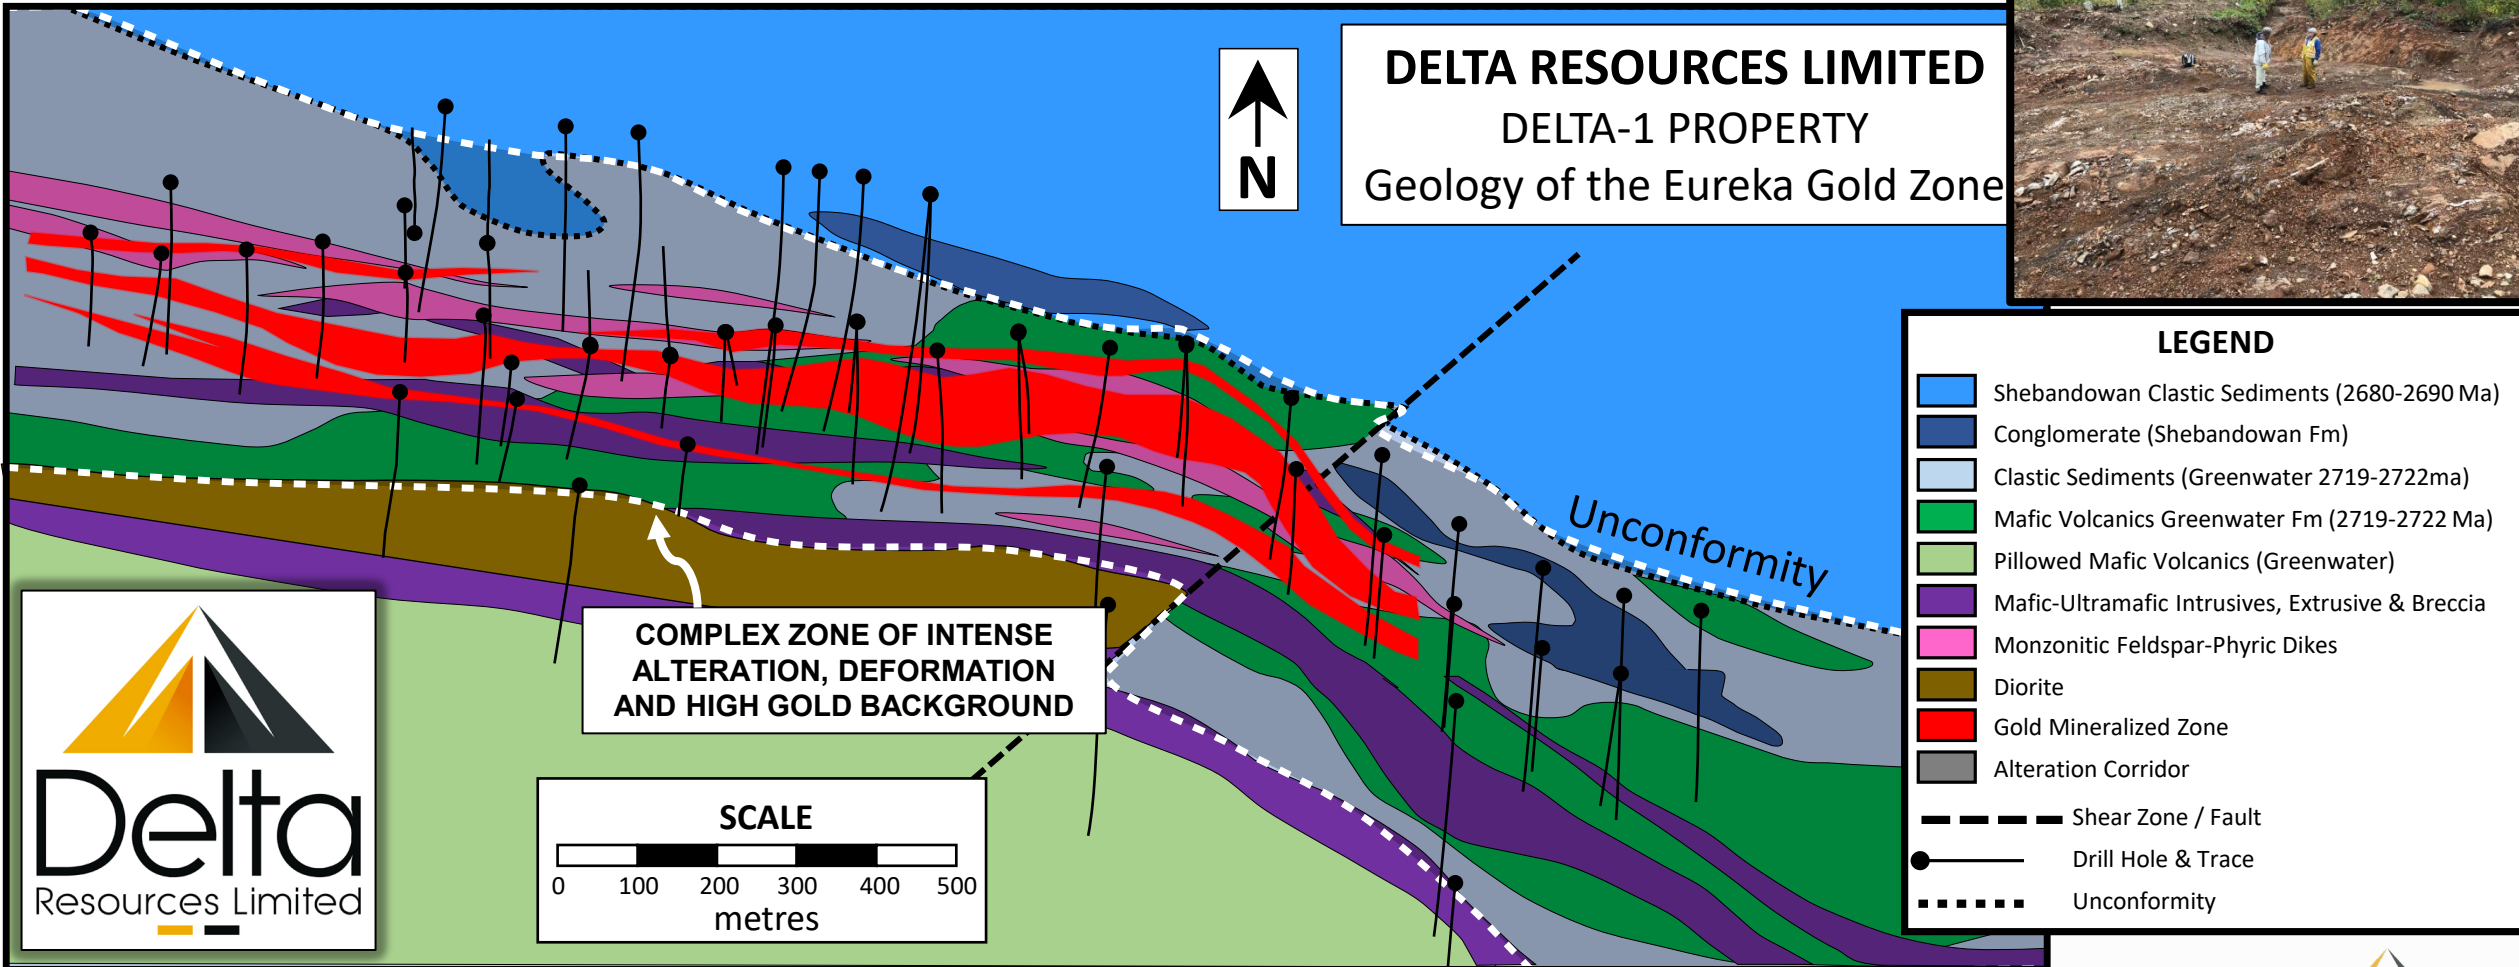 DELTA RESOURCES LIMITED
DELTA-1 PROPERTY
Geology of the Eureka Gold Zone
N
Unconformity
LEGEND
Shebandowan Clastic Sediments (2680-2690 Ma)
Conglomerate (Shebandowan Fm)
Clastic Sediments (Greenwater 2719-2722ma)
Mafic Volcanics Greenwater Fm (2719-2722 Ma)
Pillowed Mafic Volcanics (Greenwater)
Mafic-Ultramafic Intrusives, Extrusive & Breccia
Monzonitic Feldspar-Phyric Dikes
Diorite
Gold Mineralized Zone
Alteration Corridor
Shear Zone / Fault
Drill Hole & Trace
Unconformity
COMPLEX ZONE OF INTENSE
ALTERATION, DEFORMATION
AND HIGH GOLD BACKGROUND
SCALE
0 100 200 300 400 500
metres
Delta
Resources Limited